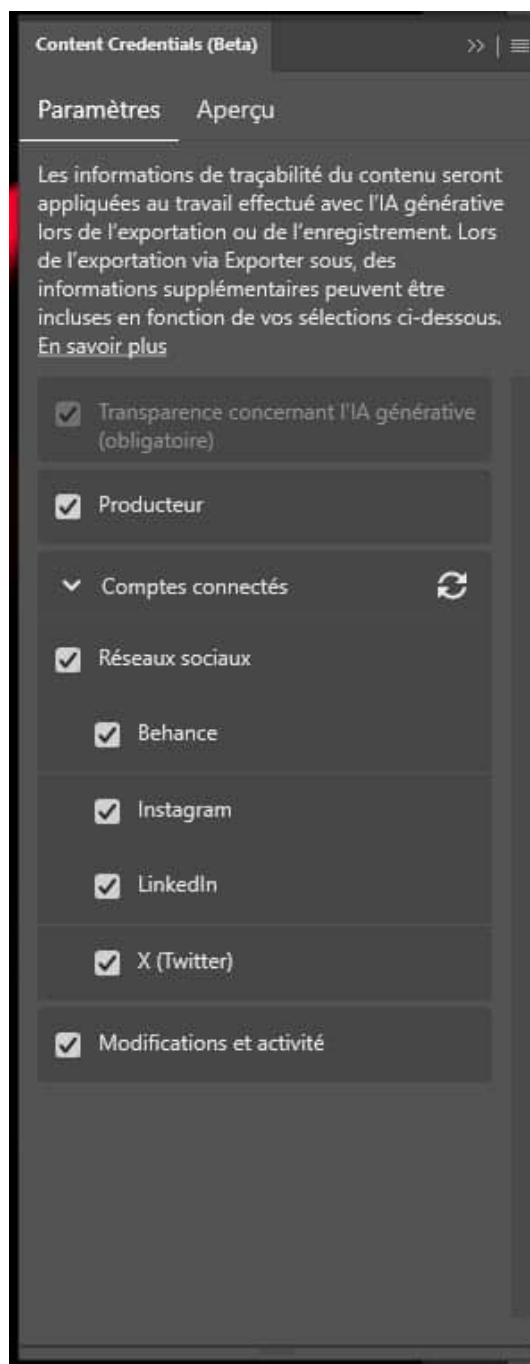 Content Credentials (Beta)
Paramètres Aperçu
Les informations de traçabilité du contenu seront
appliquées au travail effectué avec l'IA générative
lors de l'exportation ou de l'enregistrement. Lors
de l'exportation via Exporter sous, des
informations supplémentaires peuvent être
incluses en fonction de vos sélections ci-dessous.
En savoir plus
Transparence concernant l'IA générative
(obligatoire)
Producteur
Comptes connectés
Réseaux sociaux
Behance
Instagram
LinkedIn
X (Twitter)
Modifications et activité